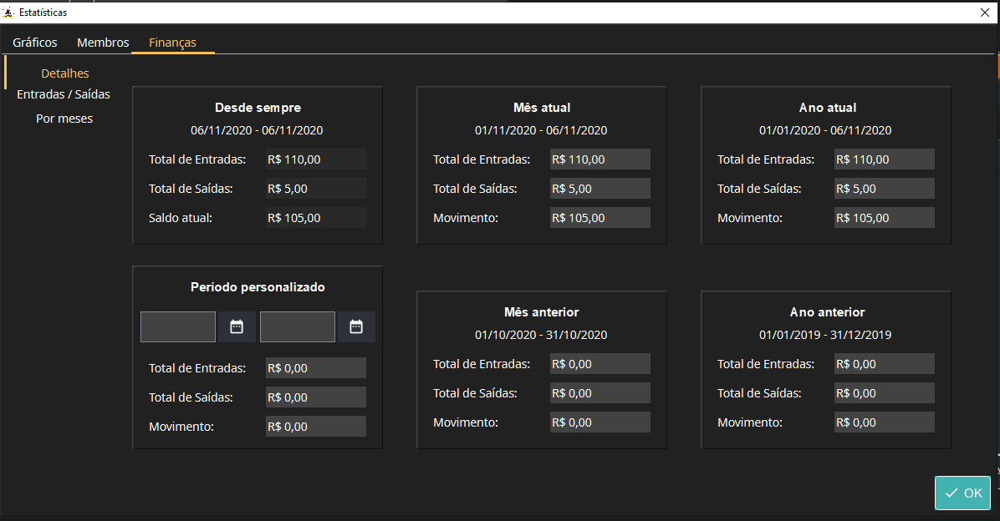 Estatísticas
Gráficos Membros Finanças
Detalhes
Entradas / Saídas
Por meses
Desde sempre
06/11/2020 - 06/11/2020
Total de Entradas: R$ 110,00
Total de Saídas: R$ 5,00
Saldo atual: R$ 105,00
Mês atual
01/11/2020 - 06/11/2020
Total de Entradas: R$ 110,00
Total de Saídas: R$ 5,00
Movimento: R$ 105,00
Ano atual
01/01/2020 - 06/11/2020
Total de Entradas: R$ 110,00
Total de Saídas: R$ 5,00
Movimento: R$ 105,00
Período personalizado
Total de Entradas: R$ 0,00
Total de Saídas: R$ 0,00
Movimento: R$ 0,00
Mês anterior
01/10/2020 - 31/10/2020
Total de Entradas: R$ 0,00
Total de Saídas: R$ 0,00
Movimento: R$ 0,00
Ano anterior
01/01/2019 - 31/12/2019
Total de Entradas: R$ 0,00
Total de Saídas: R$ 0,00
Movimento: R$ 0,00
OK